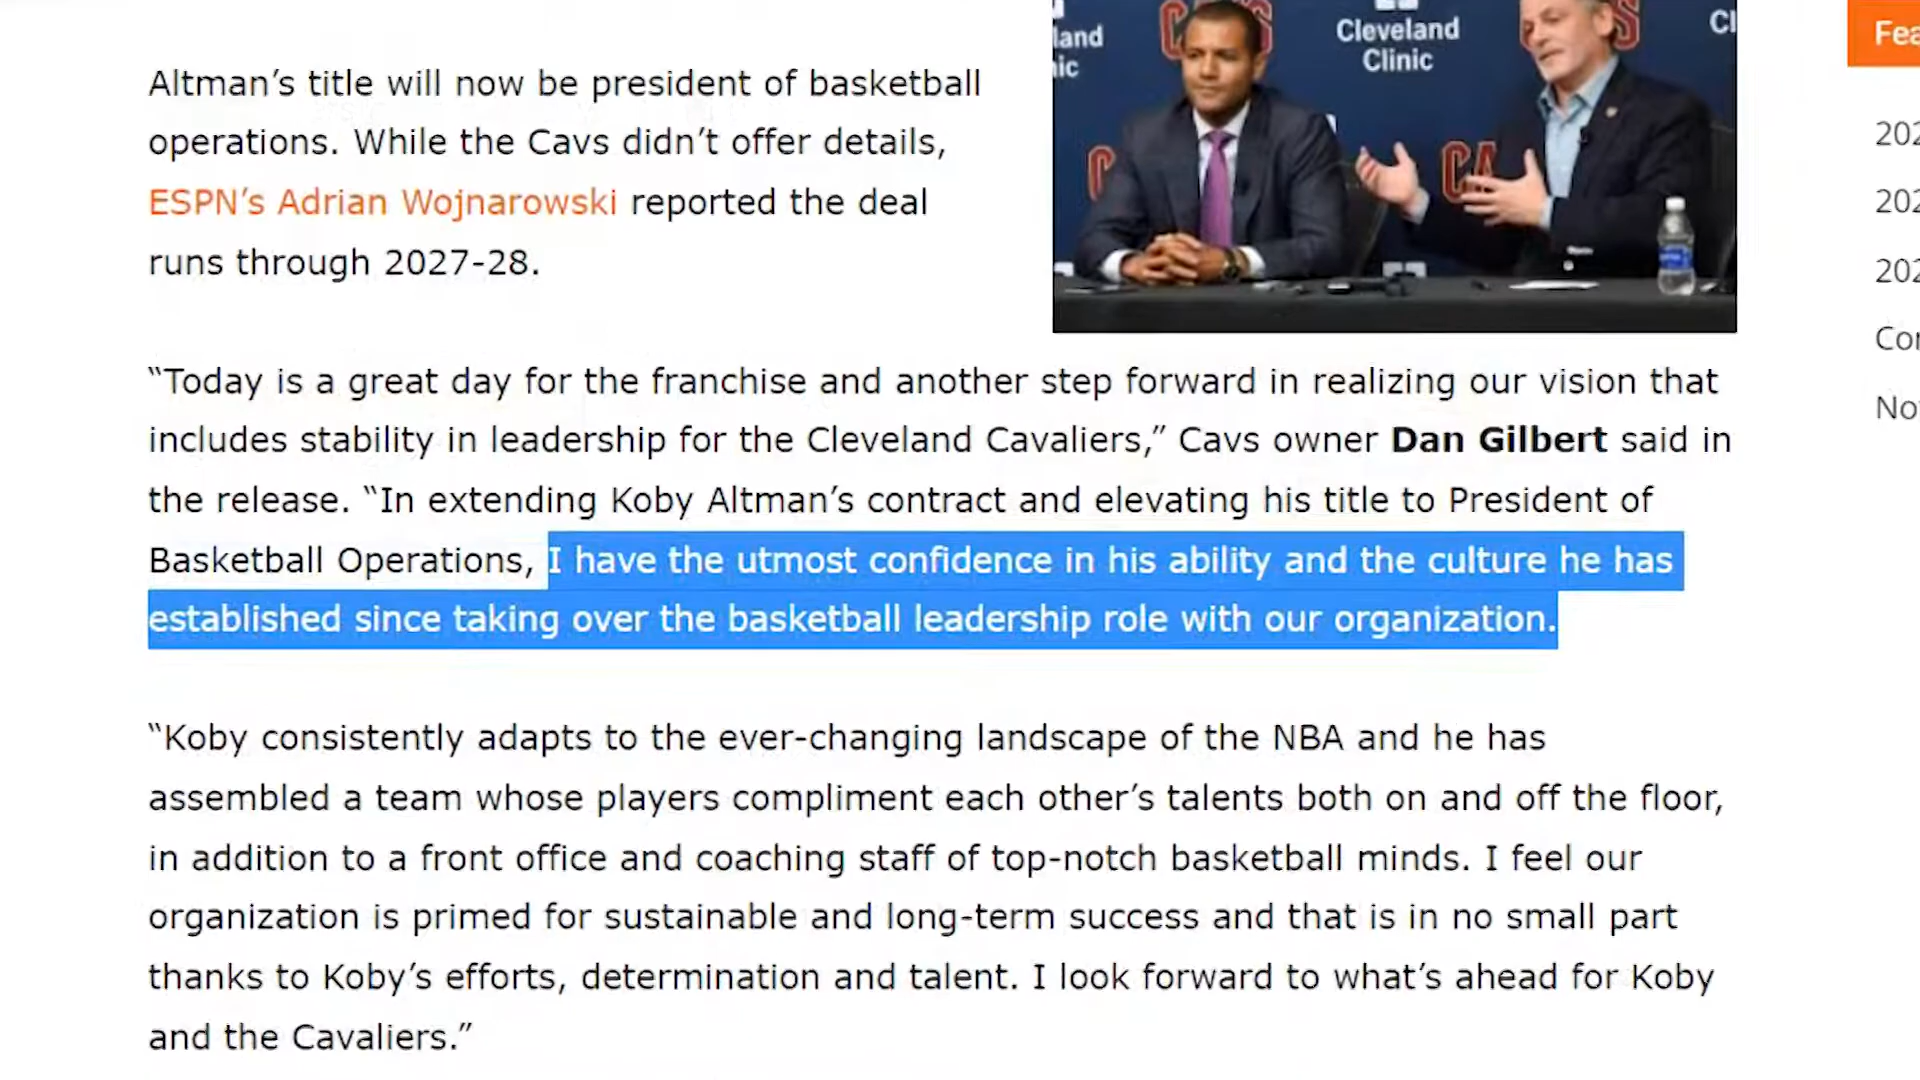 land
nic
Cleveland
Clinic
Cl
Fea
Altman’s title will now be president of basketball
operations. While the Cavs didn’t offer details,
ESPN’s Adrian Wojnarowski reported the deal
runs through 2027-28.
“Today is a great day for the franchise and another step forward in realizing our vision that
includes stability in leadership for the Cleveland Cavaliers,” Cavs owner Dan Gilbert said in
the release. “In extending Koby Altman’s contract and elevating his title to President of
Basketball Operations, I have the utmost confidence in his ability and the culture he has
established since taking over the basketball leadership role with our organization.
“Koby consistently adapts to the ever-changing landscape of the NBA and he has
assembled a team whose players compliment each other’s talents both on and off the floor,
in addition to a front office and coaching staff of top-notch basketball minds. I feel our
organization is primed for sustainable and long-term success and that is in no small part
thanks to Koby’s efforts, determination and talent. I look forward to what’s ahead for Koby
and the Cavaliers.”
202
202
202
Cor
No